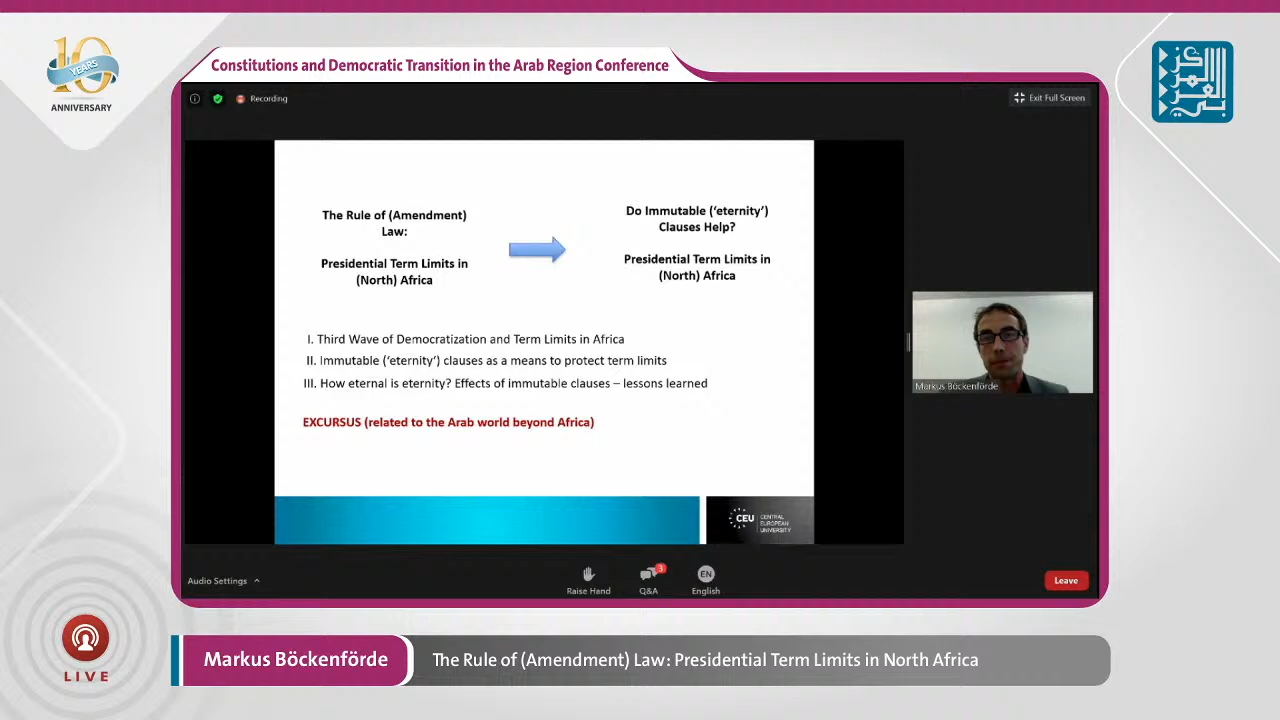 10
YEARS
ANNIVERSARY
Constitutions and Democratic Transition in the Arab Region Conference
المركز
العربي
Recording
Exit Full Screen
The Rule of (Amendment)
Law:
Presidential Term Limits in
(North) Africa
Do Immutable (‘eternity’)
Clauses Help?
Presidential Term Limits in
(North) Africa
I. Third Wave of Democratization and Term Limits in Africa
II. Immutable (‘eternity’) clauses as a means to protect term limits
III. How eternal is eternity? Effects of immutable clauses – lessons learned
EXCURSUS (related to the Arab world beyond Africa)
CEU
CENTRAL
EUROPEAN
UNIVERSITY
Markus Böckenförde
Audio Settings
Raise Hand
3
Q&A
EN
English
Leave
LIVE
Markus Böckenförde
The Rule of (Amendment) Law: Presidential Term Limits in North Africa